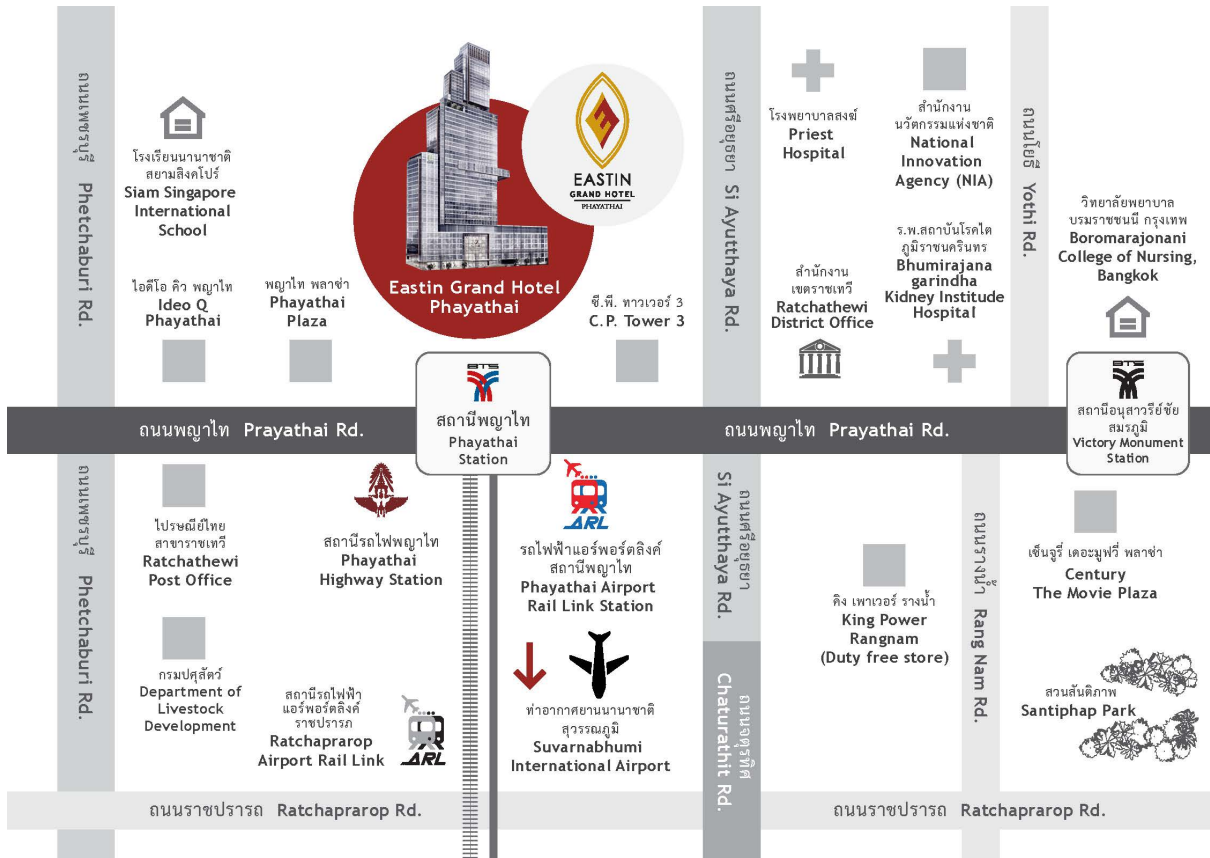 ถนนเพชรบุรี Phetchaburi Rd.
โรงเรียนนานาชาติ
สยามสิงคโปร์
Siam Singapore
International
School
ไอดีโอ คิว พญาไท
Ideo Q
Phayathai
พญาไท พลาซ่า
Phayathai
Plaza
EASTIN
GRAND HOTEL
PHAYATHAI
Eastin Grand Hotel
Phayathai
ซี.พี. ทาวเวอร์ 3
C.P. Tower 3
ถนนศรีอยุธยา Si Ayutthaya Rd.
โรงพยาบาลสงฆ์
Priest
Hospital
สำนักงาน
นวัตกรรมแห่งชาติ
National
Innovation
Agency (NIA)
สำนักงาน
เขตราชเทวี
Ratchathewi
District Office
ร.พ.สถาบันโรคไต
ภูมิราชนครินทร
Bhumirajana
garindha
Kidney Institude
Hospital
ถนนโยธี Yothi Rd.
วิทยาลัยพยาบาล
บรมราชชนนี กรุงเทพ
Boromarajonani
College of Nursing,
Bangkok
ถนนพญาไท Prayathai Rd.
BTS
สถานีพญาไท
Phayathai
Station
ถนนพญาไท Prayathai Rd.
BTS
สถานีอนุสาวรีย์ชัย
สมรภูมิ
Victory Monument
Station
ถนนเพชรบุรี Phetchaburi Rd.
ไปรษณีย์ไทย
สาขาราชเทวี
Ratchathewi
Post Office
สถานีรถไฟพญาไท
Phayathai
Highway Station
ARL
รถไฟฟ้าแอร์พอร์ตลิงค์
สถานีพญาไท
Phayathai Airport
Rail Link Station
ถนนศรีอยุธยา
Si Ayutthaya Rd.
คิง เพาเวอร์ รางน้ำ
King Power
Rangnam
(Duty free store)
ถนนรางน้ำ Rang Nam Rd.
เซ็นจูรี่ เดอะมูฟวี่ พลาซ่า
Century
The Movie Plaza
กรมปศุสัตว์
Department of
Livestock
Development
สถานีรถไฟฟ้า
แอร์พอร์ตลิงค์
ราชปรารภ
Ratchaprarop
Airport Rail Link
ARL
ท่าอากาศยานนานาชาติ
สุวรรณภูมิ
Suvarnabhumi
International Airport
ถนนจตุรทิศ
Chaturathit Rd.
สวนสันติภาพ
Santiphap Park
ถนนราชปรารถ Ratchaprarop Rd.
ถนนราชปรารถ Ratchaprarop Rd.